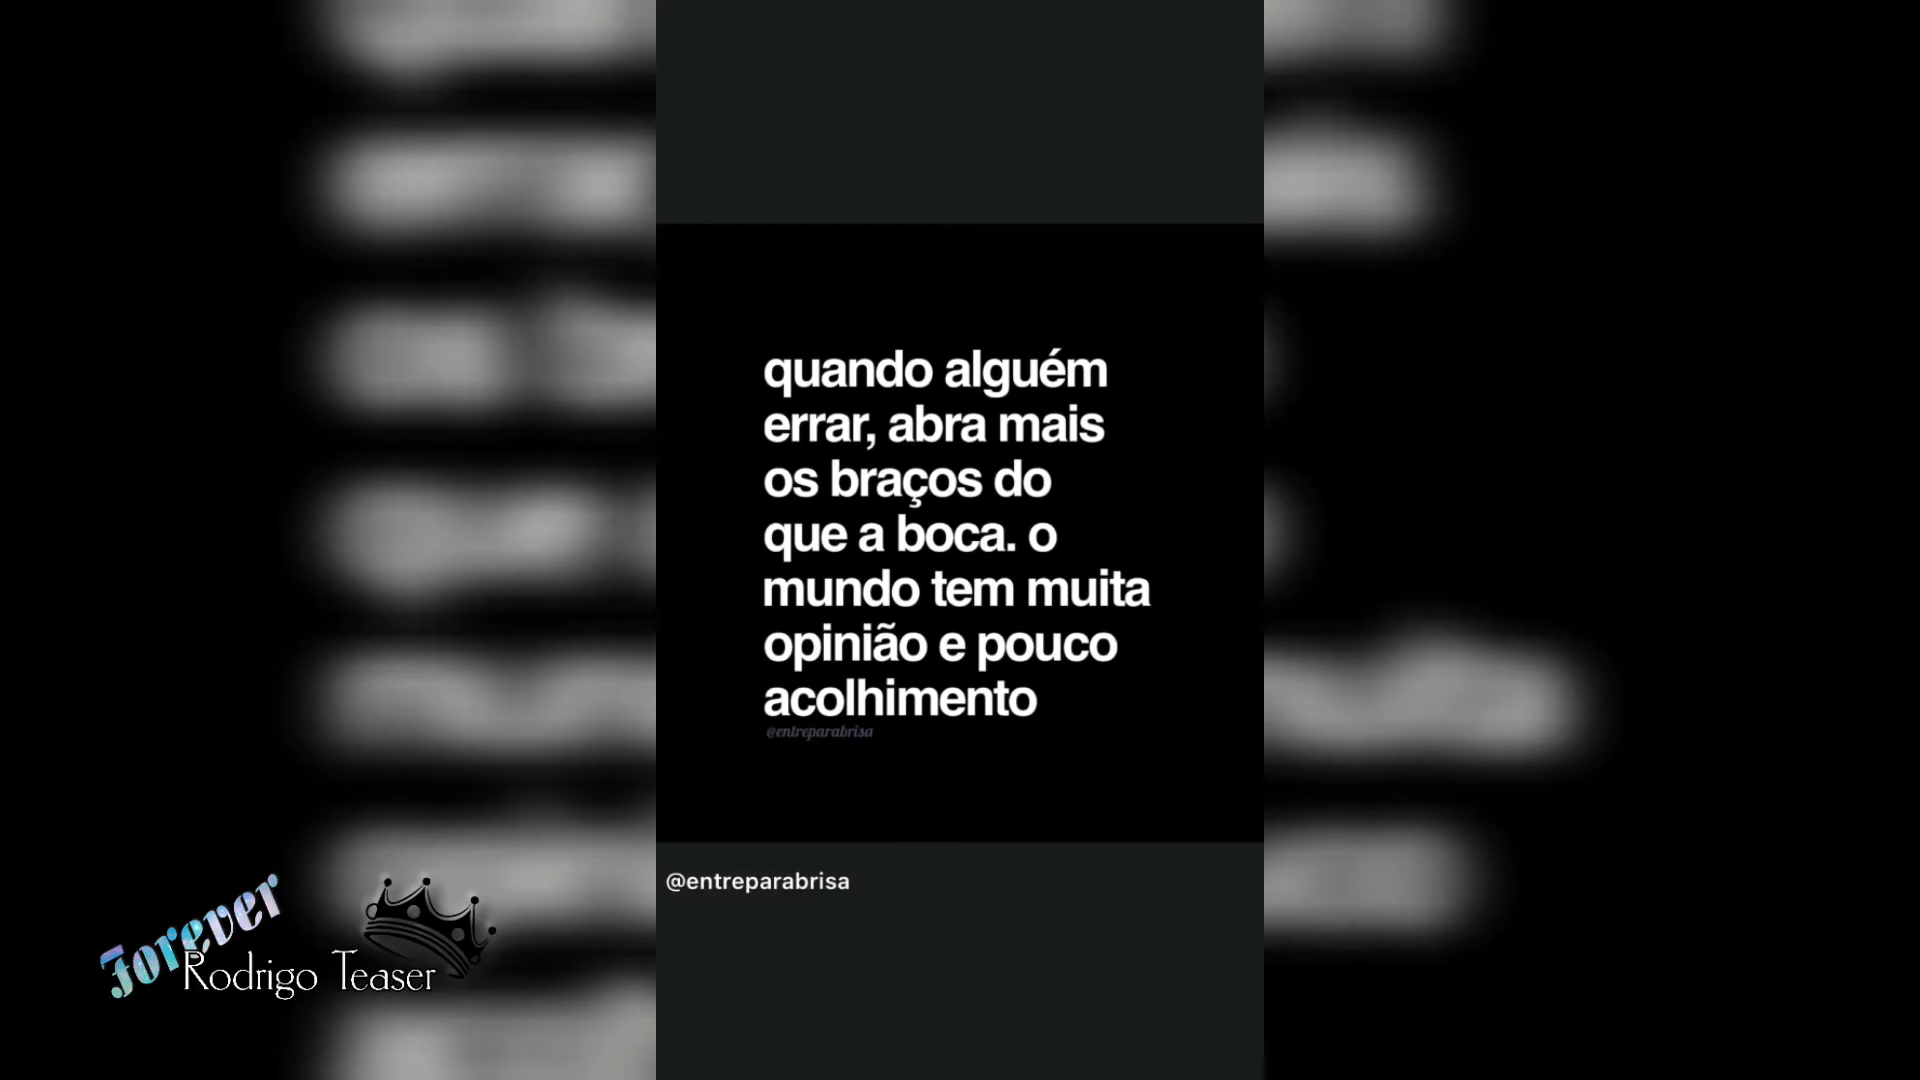 quando alguém
errar, abra mais
os braços do
que a boca. o
mundo tem muita
opinião e pouco
acolhimento
@entreparabrisa
@entreparabrisa
Forever
Rodrigo Teaser